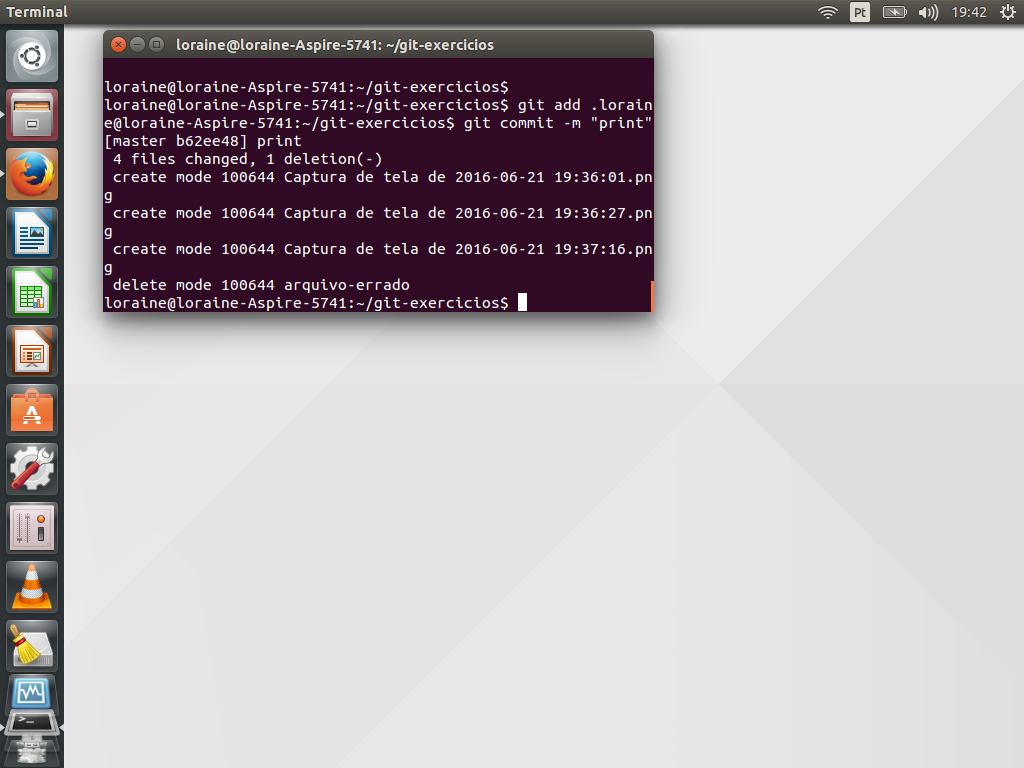 Terminal
Pt
19:42
loraine@loraine-Aspire-5741: ~/git-exercicios
loraine@loraine-Aspire-5741:~/git-exercicios$
loraine@loraine-Aspire-5741:~/git-exercicios$ git add .lorain
e@loraine-Aspire-5741:~/git-exercicios$ git commit -m "print"
[master b62ee48] print
 4 files changed, 1 deletion(-)
 create mode 100644 Captura de tela de 2016-06-21 19:36:01.pn
g
 create mode 100644 Captura de tela de 2016-06-21 19:36:27.pn
g
 create mode 100644 Captura de tela de 2016-06-21 19:37:16.pn
g
 delete mode 100644 arquivo-errado
loraine@loraine-Aspire-5741:~/git-exercicios$